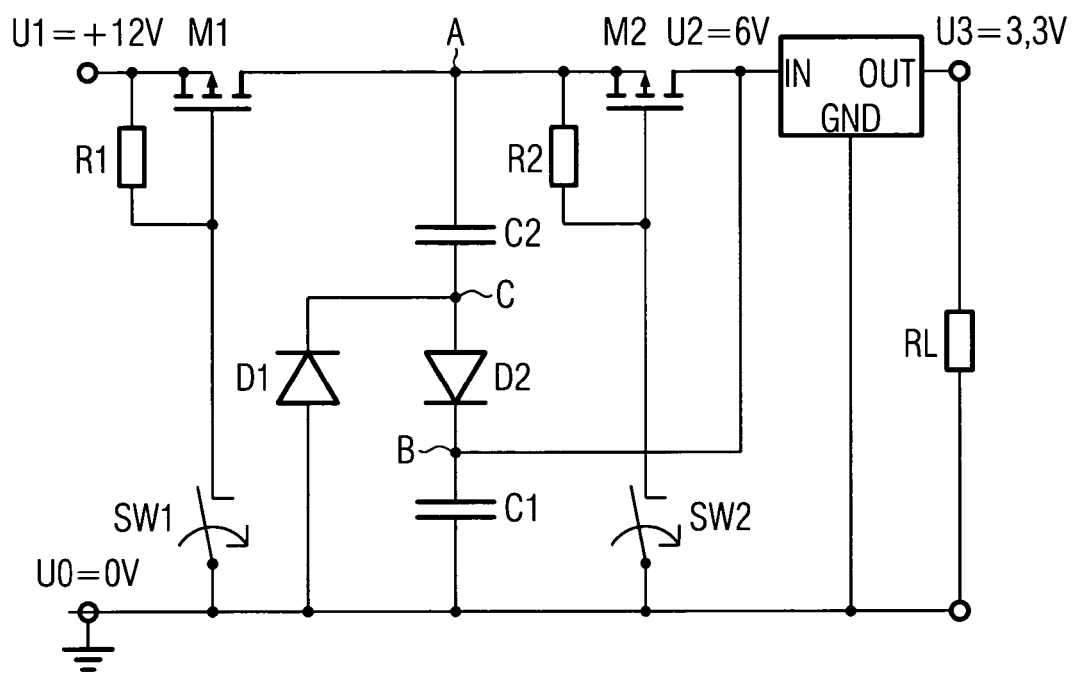 U1=+12V M1 A M2 U2=6V U3=3,3V
IN OUT
GND
R1 R2
C2
C
D1 D2 RL
B
C1
SW1 SW2
U0=0V